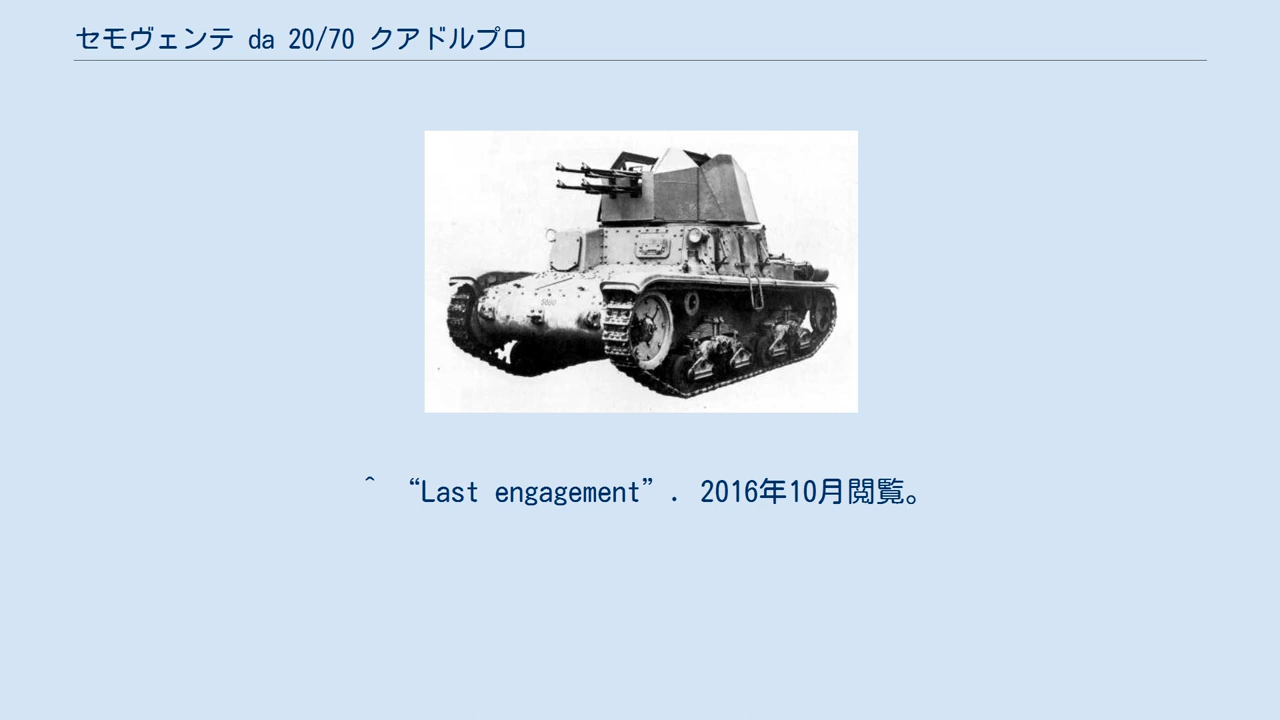 セモヴェンテ da 20/70 クアドルプロ
^ “Last engagement”. 2016年10月閲覧。